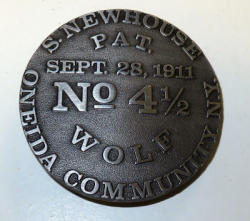 S. NEWHOUSE
PAT.
SEPT. 28, 1911
No 4½
WOLF
ONEIDA COMMUNITY N.Y.